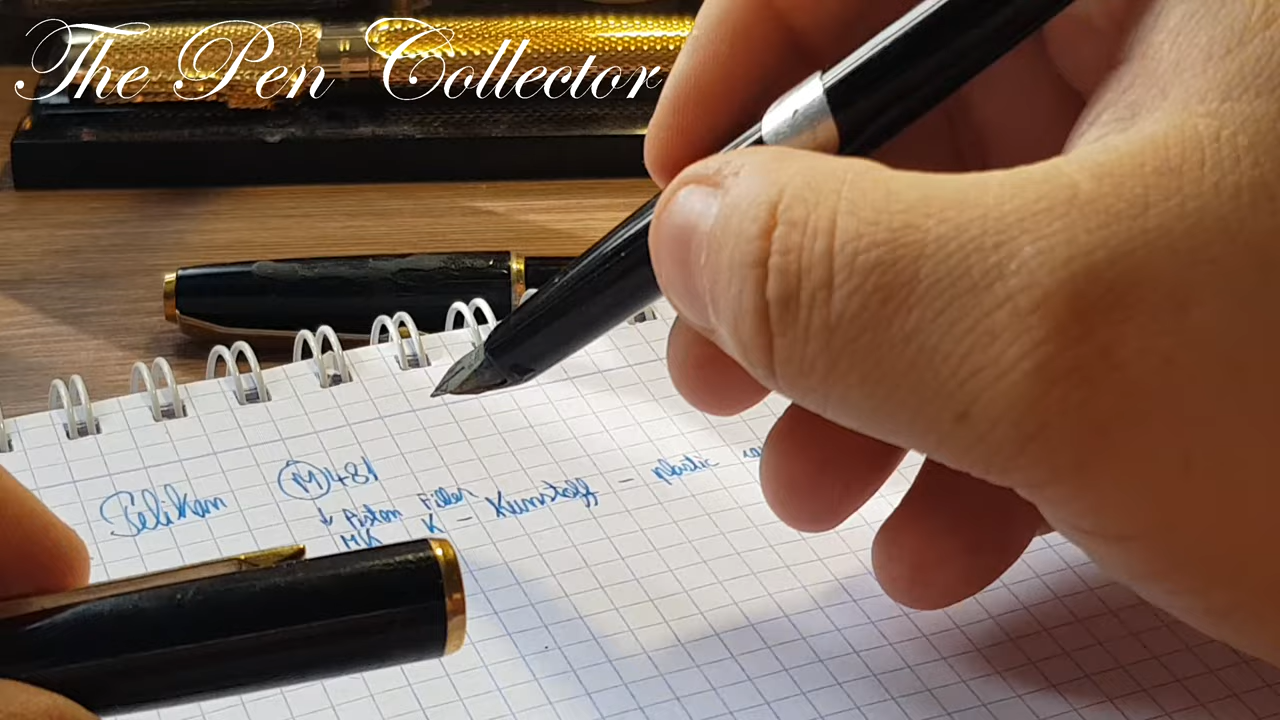 The Pen Collector
Pelikan M481
↓ Piston Filler
MK K - Kunstoff - plastic